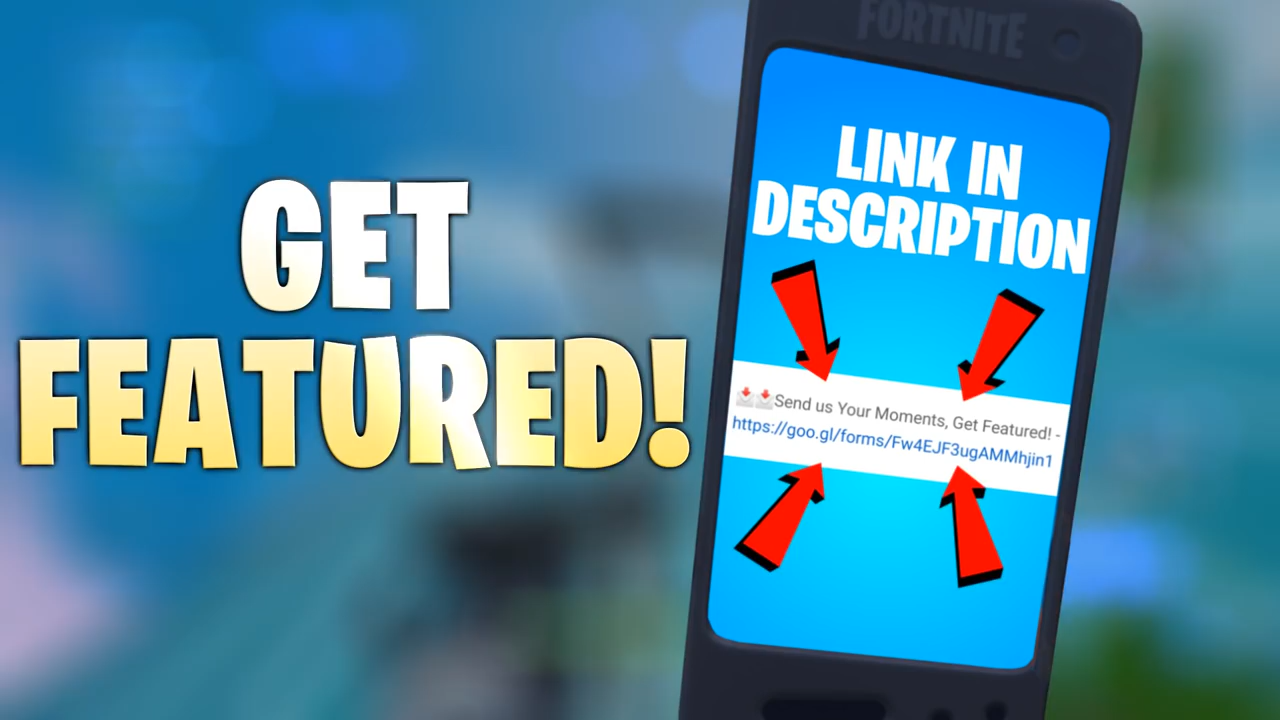 GET
FEATURED!
FORTNITE
LINK IN
DESCRIPTION
Send us Your Moments, Get Featured! -
https://goo.gl/forms/Fw4EJF3ugAMMhjin1